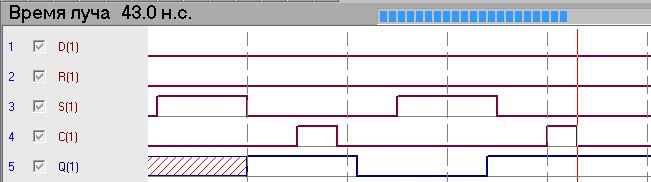 Время луча 43.0 н.с.
1 D(1)
2 R(1)
3 S(1)
4 C(1)
5 Q(1)